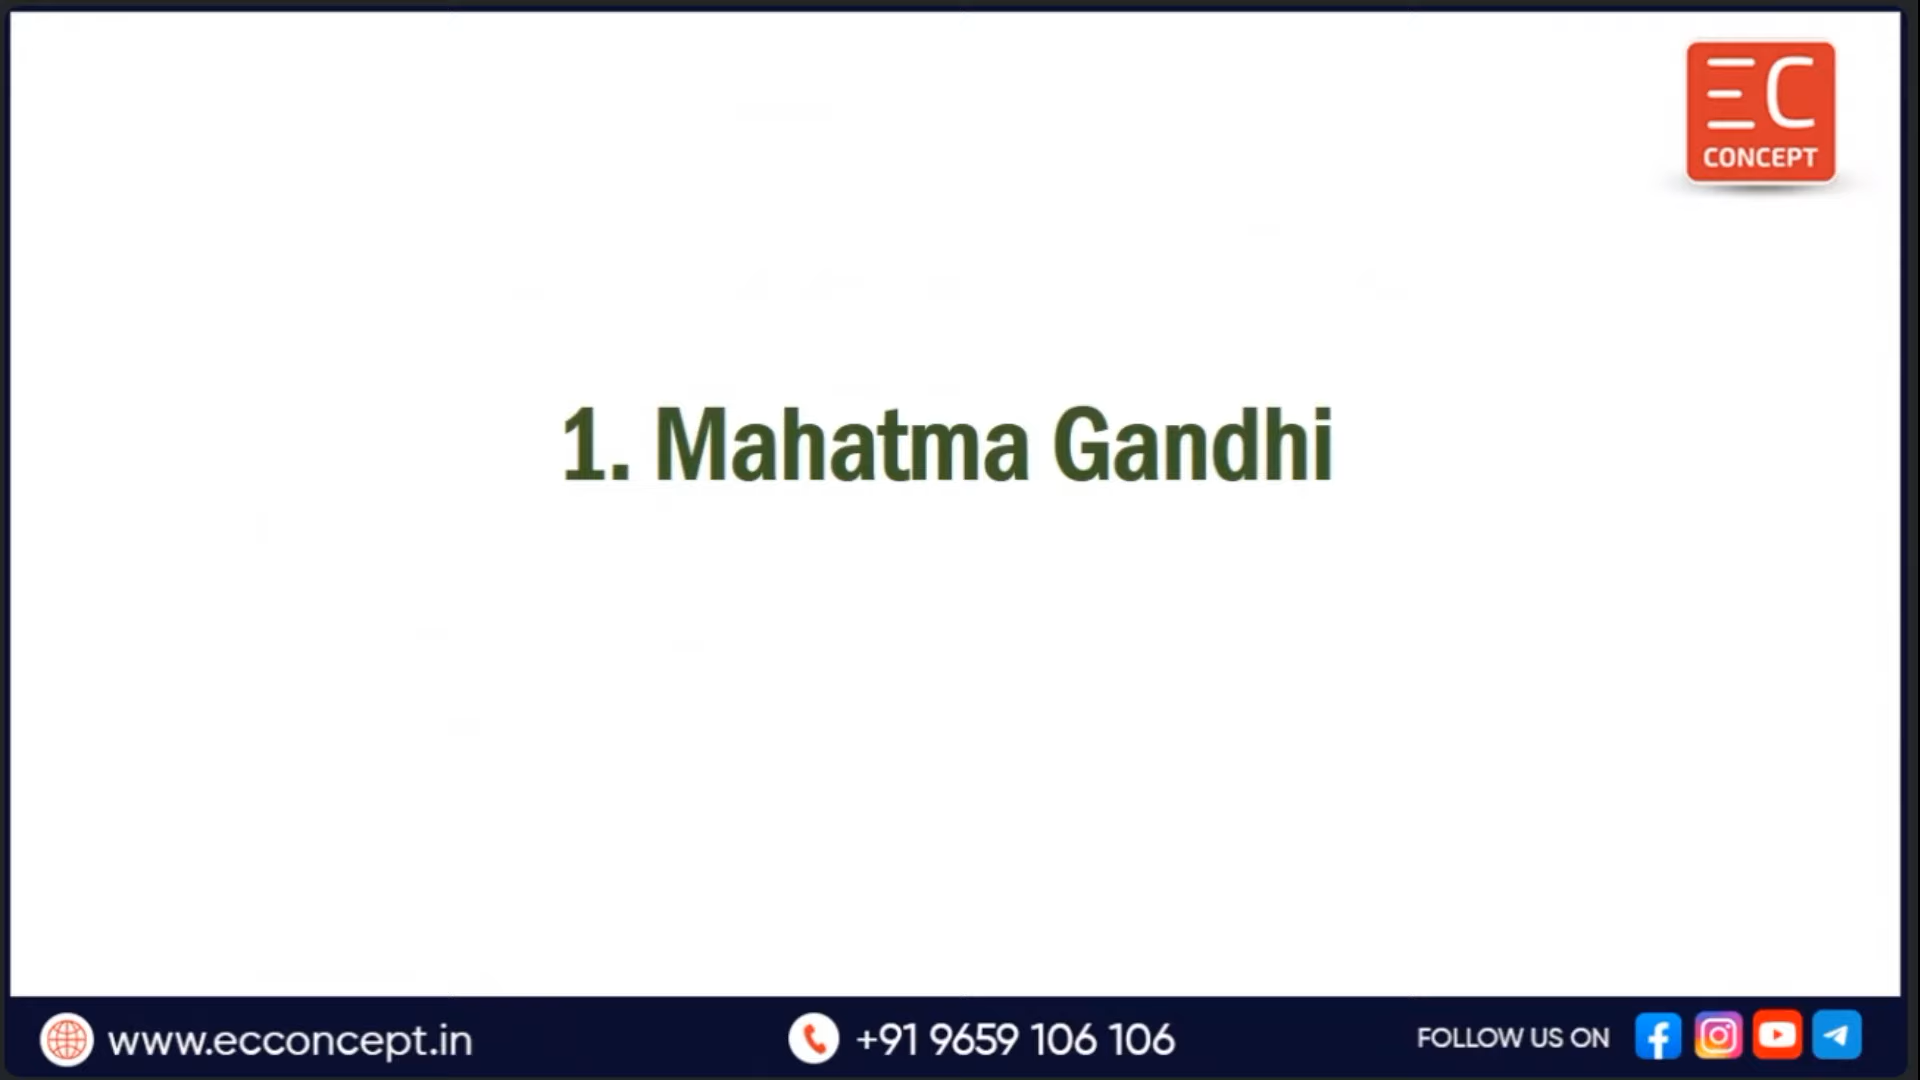 EC
CONCEPT
1. Mahatma Gandhi
www.ecconcept.in
+91 9659 106 106
FOLLOW US ON